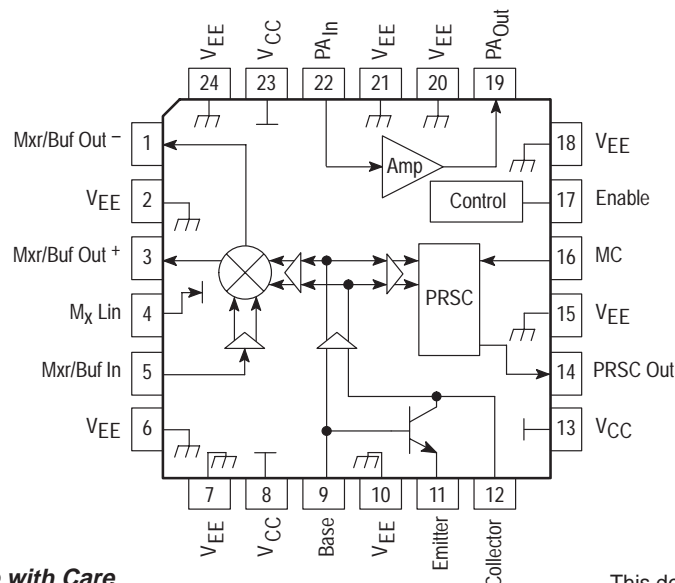 VEE
VCC
PAIn
VEE
VEE
PAOut
24 23 22 21 20 19
Mxr/Buf Out – 1
VEE 2
Mxr/Buf Out + 3
Mx Lin 4
Mxr/Buf In 5
VEE 6
Amp
Control
PRSC
18 VEE
17 Enable
16 MC
15 VEE
14 PRSC Out
13 VCC
7 8 9 10 11 12
VEE
VCC
Base
VEE
Emitter
Collector
with Care
This de